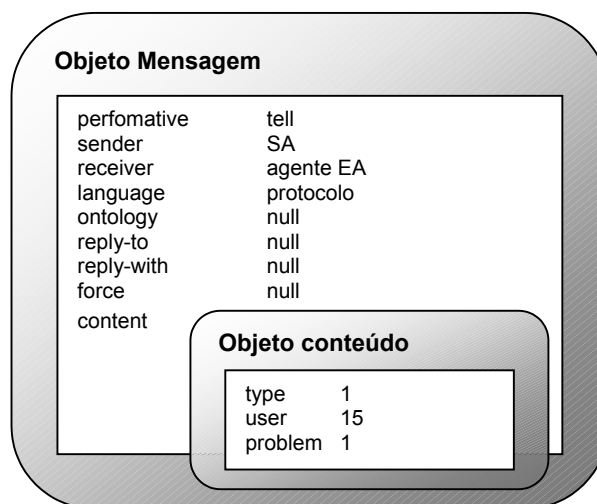 Objeto Mensagem
perfomative tell
sender SA
receiver agente EA
language protocolo
ontology null
reply-to null
reply-with null
force null
content
Objeto conteúdo
type 1
user 15
problem 1